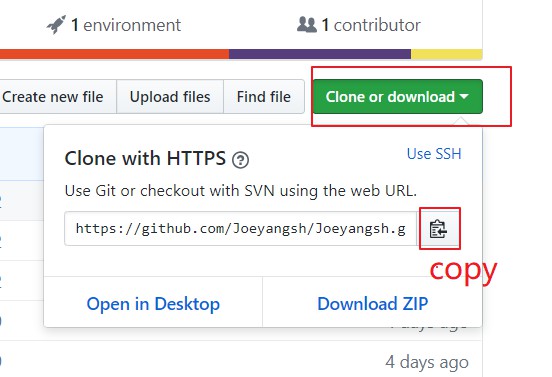 1 environment 1 contributor
Create new file Upload files Find file Clone or download
Clone with HTTPS Use SSH
Use Git or checkout with SVN using the web URL.
https://github.com/Joeyangsh/Joeyangsh.g
copy
Open in Desktop Download ZIP
days ago
4 days ago